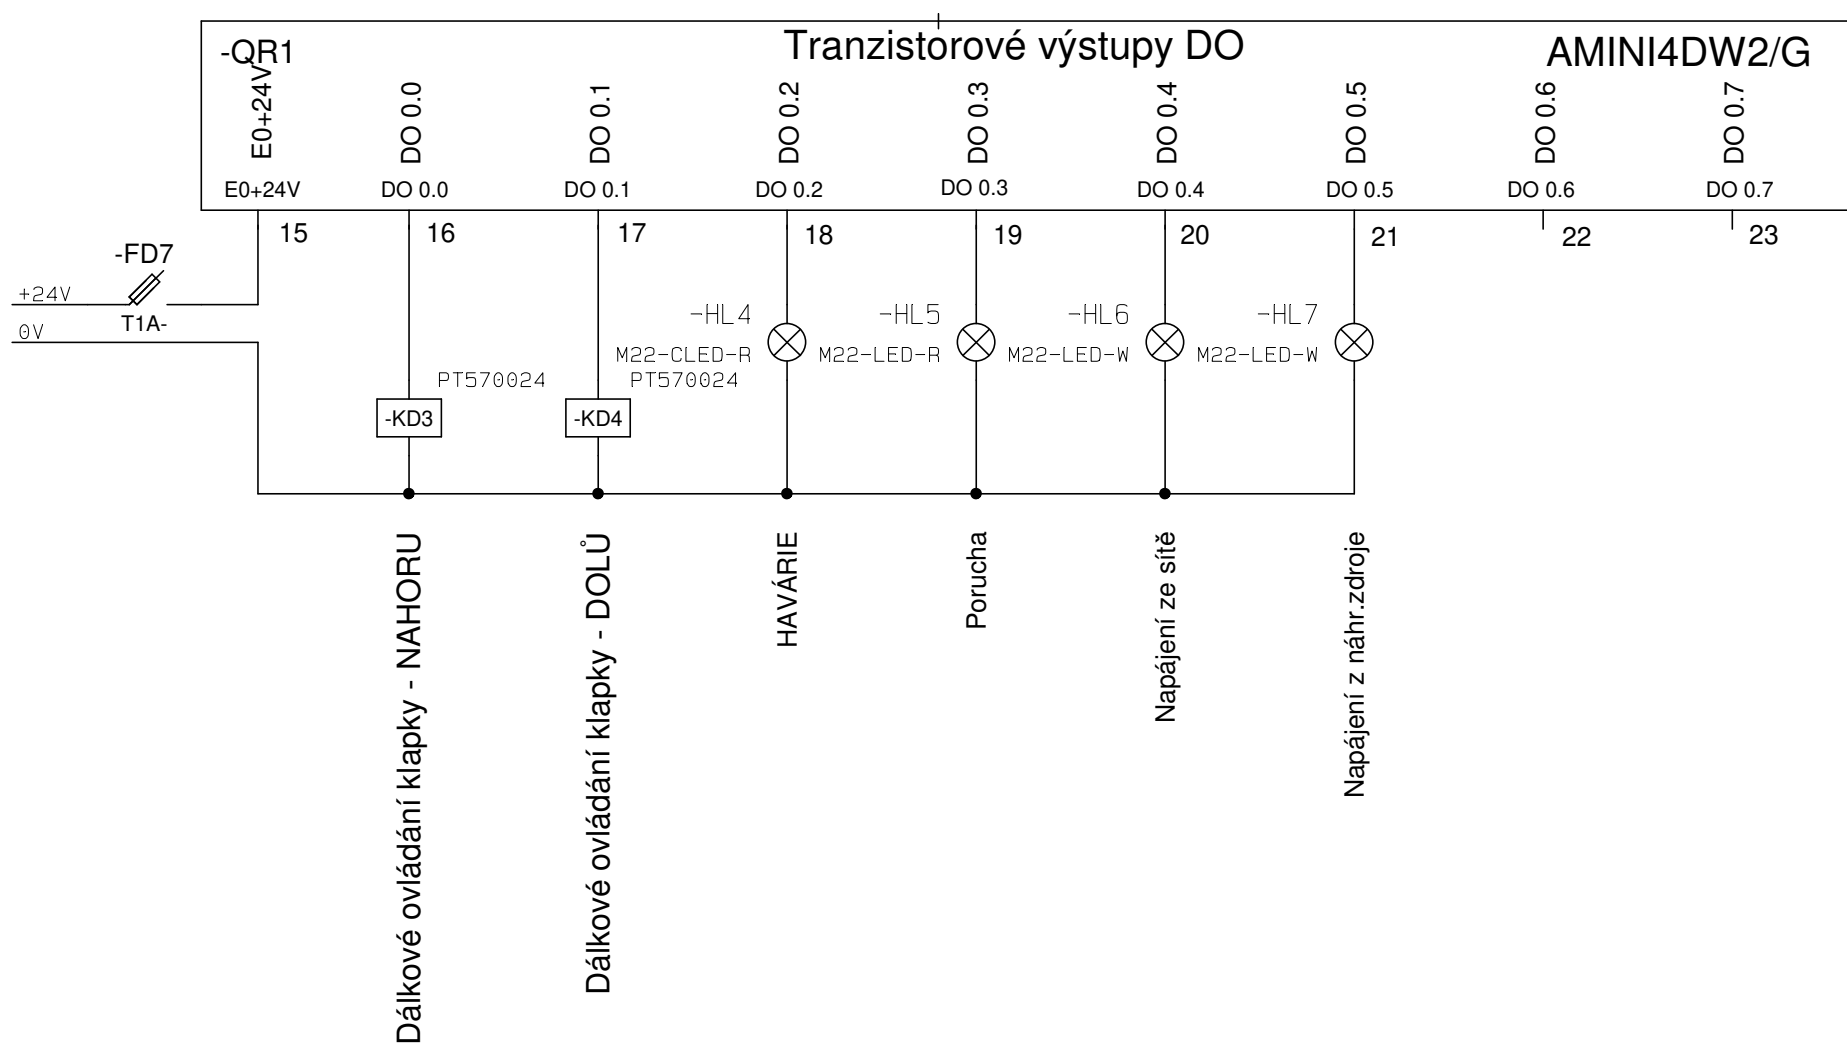 -QR1
Tranzistorové výstupy DO
AMINI4DW2/G
E0+24V
DO 0.0
DO 0.1
DO 0.2
DO 0.3
DO 0.4
DO 0.5
DO 0.6
DO 0.7
E0+24V
DO 0.0
DO 0.1
DO 0.2
DO 0.3
DO 0.4
DO 0.5
DO 0.6
DO 0.7
15
16
17
18
19
20
21
22
23
-FD7
+24V
T1A-
0V
-HL4
-HL5
-HL6
-HL7
M22-CLED-R
M22-LED-R
M22-LED-W
M22-LED-W
PT570024
PT570024
-KD3
-KD4
Dálkové ovládání klapky - NAHORU
Dálkové ovládání klapky - DOLŮ
HAVÁRIE
Porucha
Napájení ze sítě
Napájení z náhr.zdroje